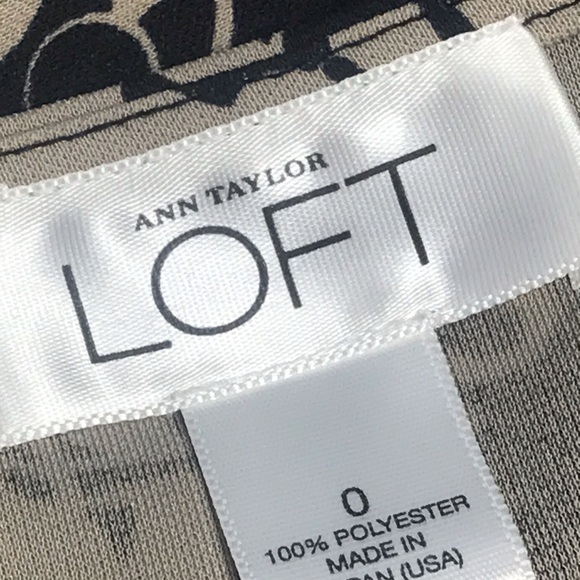 ANN TAYLOR
LOFT
0
100% POLYESTER
MADE IN
(USA)